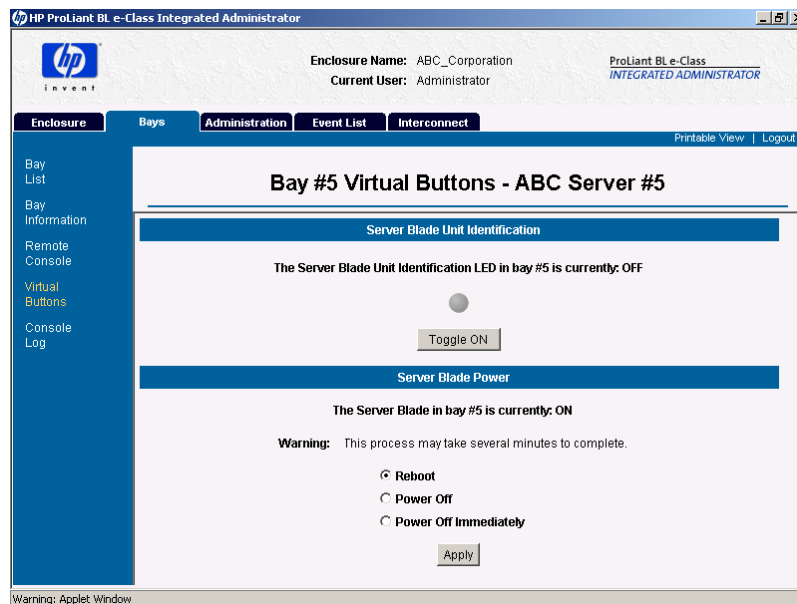 HP ProLiant BL e-Class Integrated Administrator
hp
invent
Enclosure Name: ABC_Corporation
Current User: Administrator
ProLiant BL e-Class
INTEGRATED ADMINISTRATOR
Enclosure Bays Administration Event List Interconnect
Printable View | Logout
Bay
List
Bay
Information
Remote
Console
Virtual
Buttons
Console
Log
Bay #5 Virtual Buttons - ABC Server #5
Server Blade Unit Identification
The Server Blade Unit Identification LED in bay #5 is currently: OFF
Toggle ON
Server Blade Power
The Server Blade in bay #5 is currently: ON
Warning: This process may take several minutes to complete.
Reboot
Power Off
Power Off Immediately
Apply
Warning: Applet Window